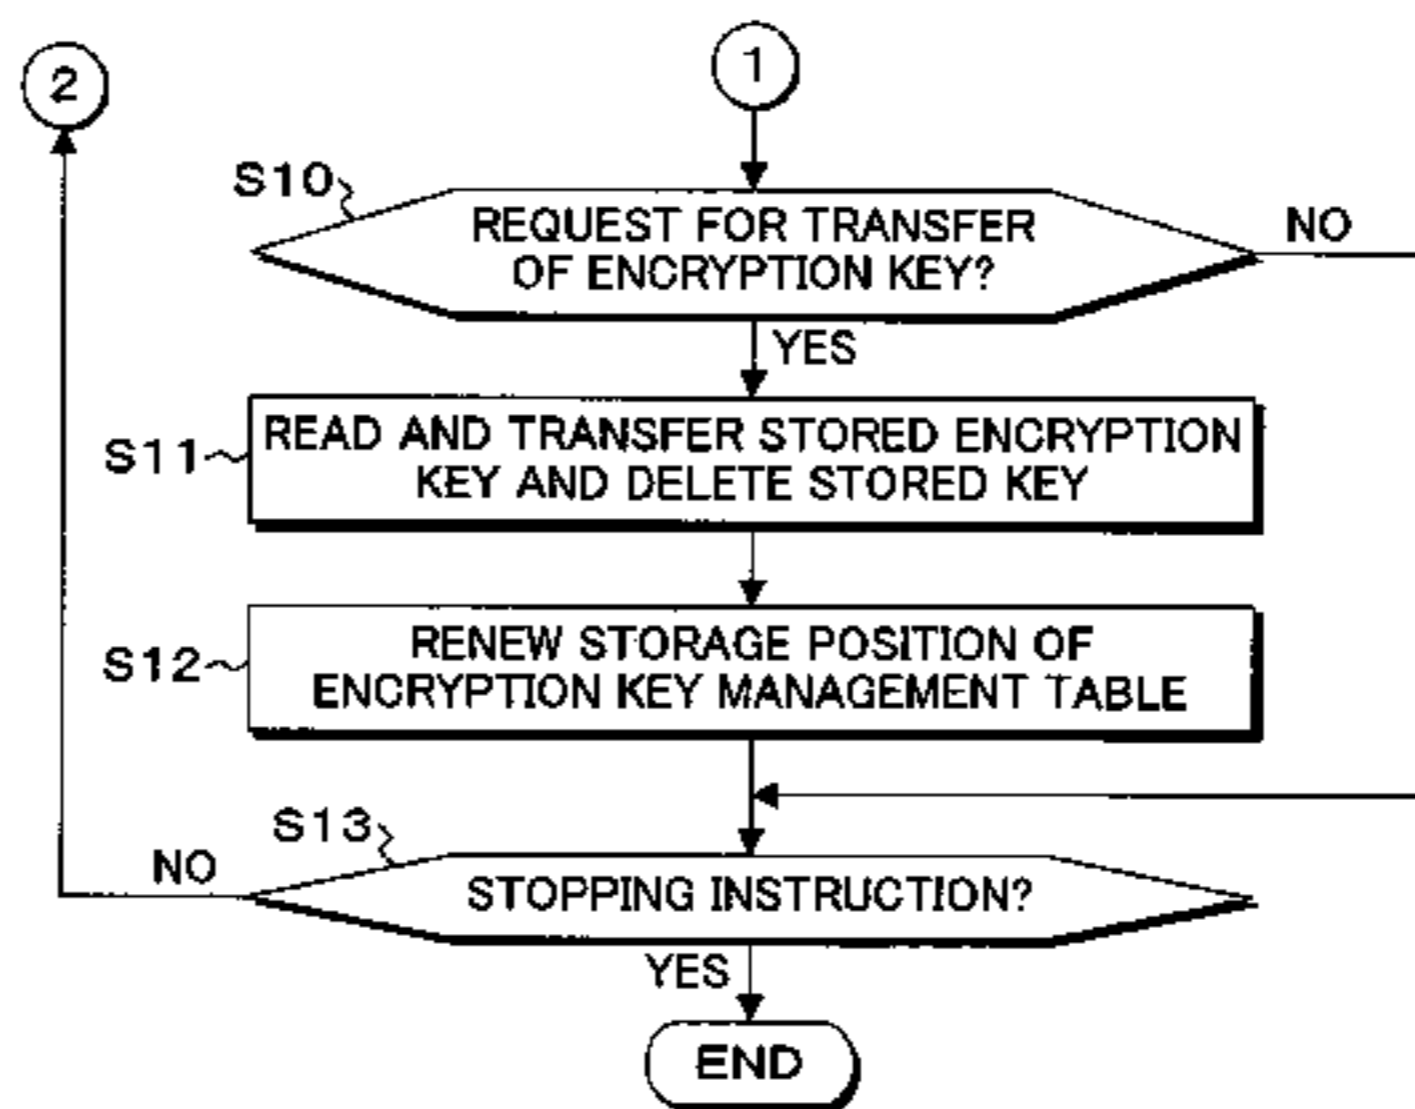 2
1
S10
REQUEST FOR TRANSFER
OF ENCRYPTION KEY?
NO
YES
S11
READ AND TRANSFER STORED ENCRYPTION
KEY AND DELETE STORED KEY
S12
RENEW STORAGE POSITION OF
ENCRYPTION KEY MANAGEMENT TABLE
S13
NO
STOPPING INSTRUCTION?
YES
END